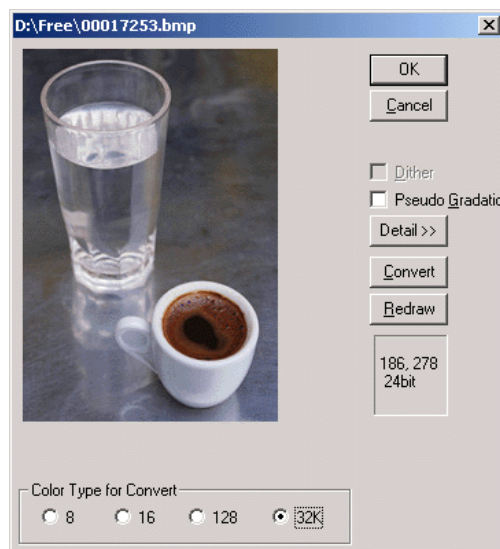 D:\Free\00017253.bmp
OK
Cancel
Dither
Pseudo Gradatic
Detail >>
Convert
Redraw
186, 278
24bit
Color Type for Convert
8 16 128 32K